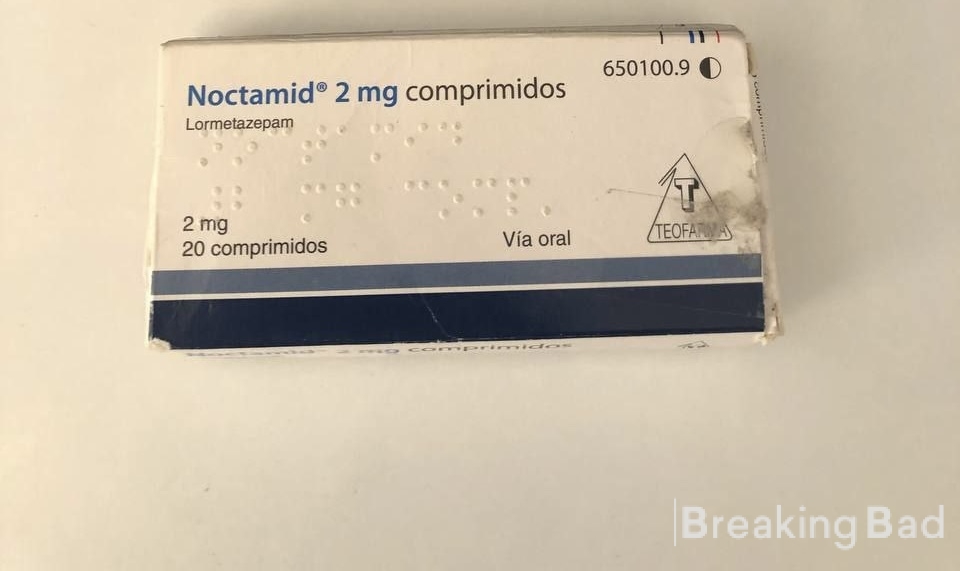 650100.9
Noctamid® 2 mg comprimidos
Lormetazepam
T
TEOFARMA
2 mg
20 comprimidos
Vía oral
Noctamid® 2 mg comprimidos
Breaking Bad